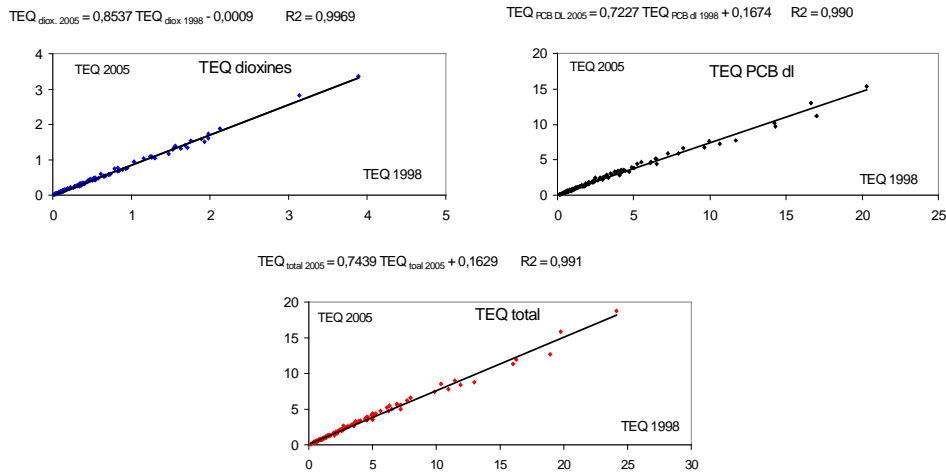 TEQ diox. 2005 = 0,8537 TEQ diox 1998 - 0,0009 R2 = 0,9969
TEQ PCB DL 2005 = 0,7227 TEQ PCB dl 1998 + 0,1674 R2 = 0,990
4
3
2
1
0
TEQ 2005
TEQ dioxines
TEQ 1998
0 1 2 3 4 5
20
15
10
5
0
TEQ 2005
TEQ PCB dl
TEQ 1998
0 5 10 15 20 25
TEQ total 2005 = 0,7439 TEQ toal 2005 + 0,1629 R2 = 0,991
20
15
10
5
0
TEQ 2005
TEQ total
TEQ 1998
0 5 10 15 20 25 30